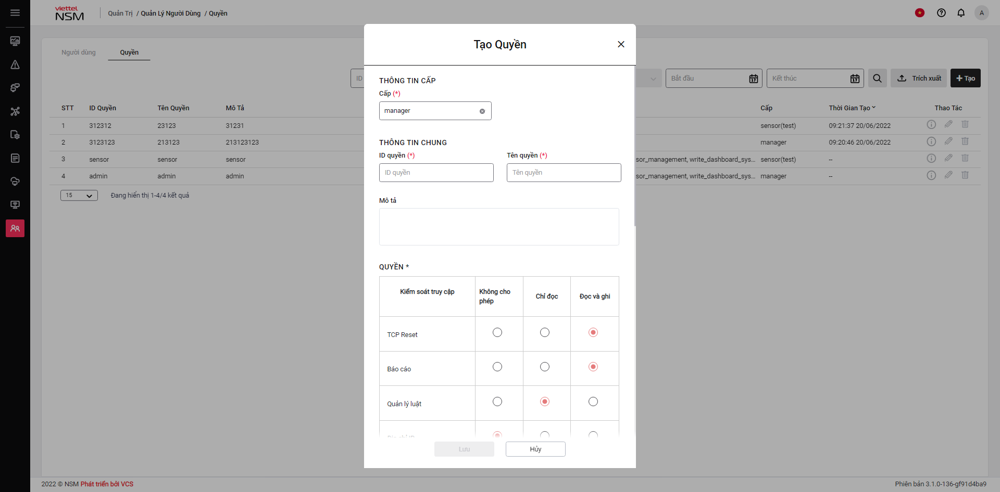 viettel
NSM
Quản Trị / Quản Lý Người Dùng / Quyền
A
Người dùng
Quyền
ID
Bắt đầu
17
Kết thúc
17
Trích xuất
+ Tạo
STT ID Quyền Tên Quyền Mô Tả Cấp Thời Gian Tạo Thao Tác
1 312312 23123 31231 sensor(test) 09:21:37 20/06/2022
2 3123123 213123 213123123 manager 09:20:46 20/06/2022
3 sensor sensor sensor sor_management, write_dashboard_sys... sensor(test) --
4 admin admin admin sor_management, write_dashboard_sys... manager --
15
Đang hiển thị 1-4/4 kết quả
Tạo Quyền
THÔNG TIN CẤP
Cấp (*)
manager
THÔNG TIN CHUNG
ID quyền (*) Tên quyền (*)
ID quyền Tên quyền
Mô tả
QUYỀN *
Kiểm soát truy cập Không cho phép Chỉ đọc Đọc và ghi
TCP Reset
Báo cáo
Quản lý luật
Địa chỉ IP
Lưu Hủy
2022 © NSM Phát triển bởi VCS
Phiên bản 3.1.0-136-gf91d4ba9